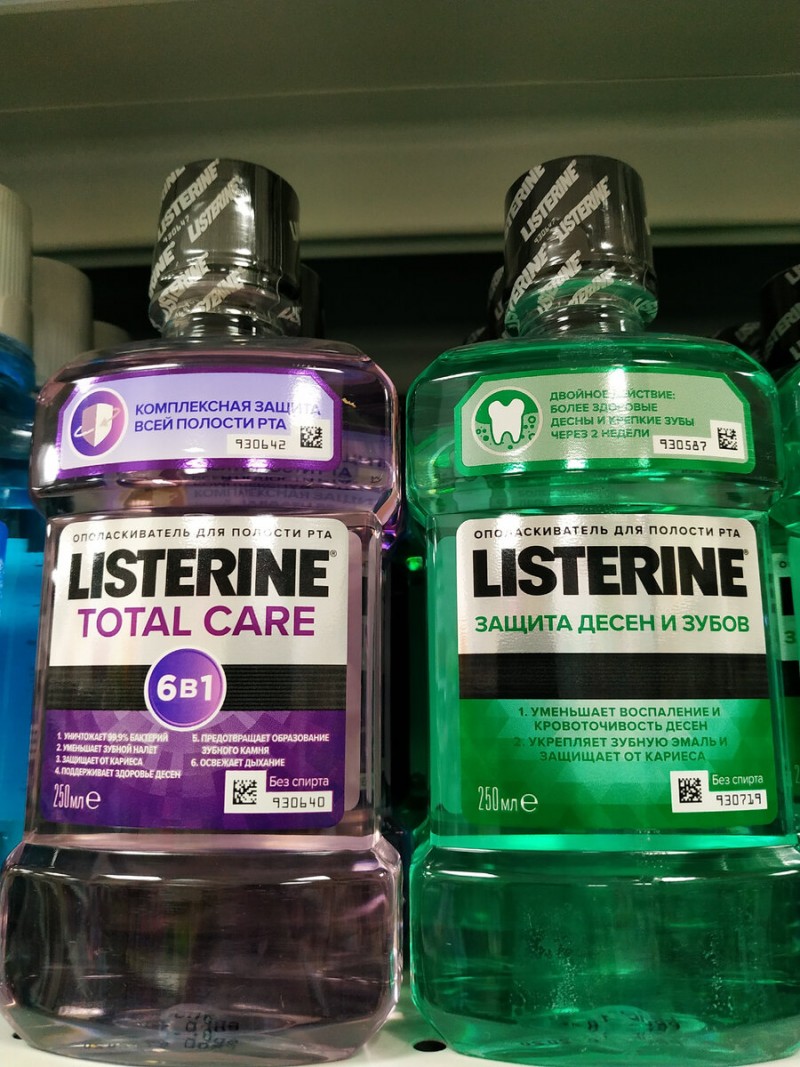 LISTERINE
LISTERINE
КОМПЛЕКСНАЯ ЗАЩИТА
ВСЕЙ ПОЛОСТИ РТА
930642
ОПОЛАСКИВАТЕЛЬ ДЛЯ ПОЛОСТИ РТА
LISTERINE®
TOTAL CARE
6 В 1
1. УНИЧТОЖАЕТ 99,9% БАКТЕРИЙ
2. УМЕНЬШАЕТ ЗУБНОЙ НАЛЕТ
3. ЗАЩИЩАЕТ ОТ КАРИЕСА
4. ПОДДЕРЖИВАЕТ ЗДОРОВЬЕ ДЕСЕН
5. ПРЕДОТВРАЩАЕТ ОБРАЗОВАНИЕ
ЗУБНОГО КАМНЯ
6. ОСВЕЖАЕТ ДЫХАНИЕ
Без спирта
250мл e
930640
LISTERINE
LISTERINE
ДВОЙНОЕ ДЕЙСТВИЕ:
БОЛЕЕ ЗДОРОВЫЕ
ДЕСНЫ И КРЕПКИЕ ЗУБЫ
ЧЕРЕЗ 2 НЕДЕЛИ
930587
ОПОЛАСКИВАТЕЛЬ ДЛЯ ПОЛОСТИ РТА
LISTERINE®
ЗАЩИТА ДЕСЕН И ЗУБОВ
1. УМЕНЬШАЕТ ВОСПАЛЕНИЕ И
КРОВОТОЧИВОСТЬ ДЕСЕН
2. УКРЕПЛЯЕТ ЗУБНУЮ ЭМАЛЬ И
ЗАЩИЩАЕТ ОТ КАРИЕСА
Без спирта
250мл e
930719